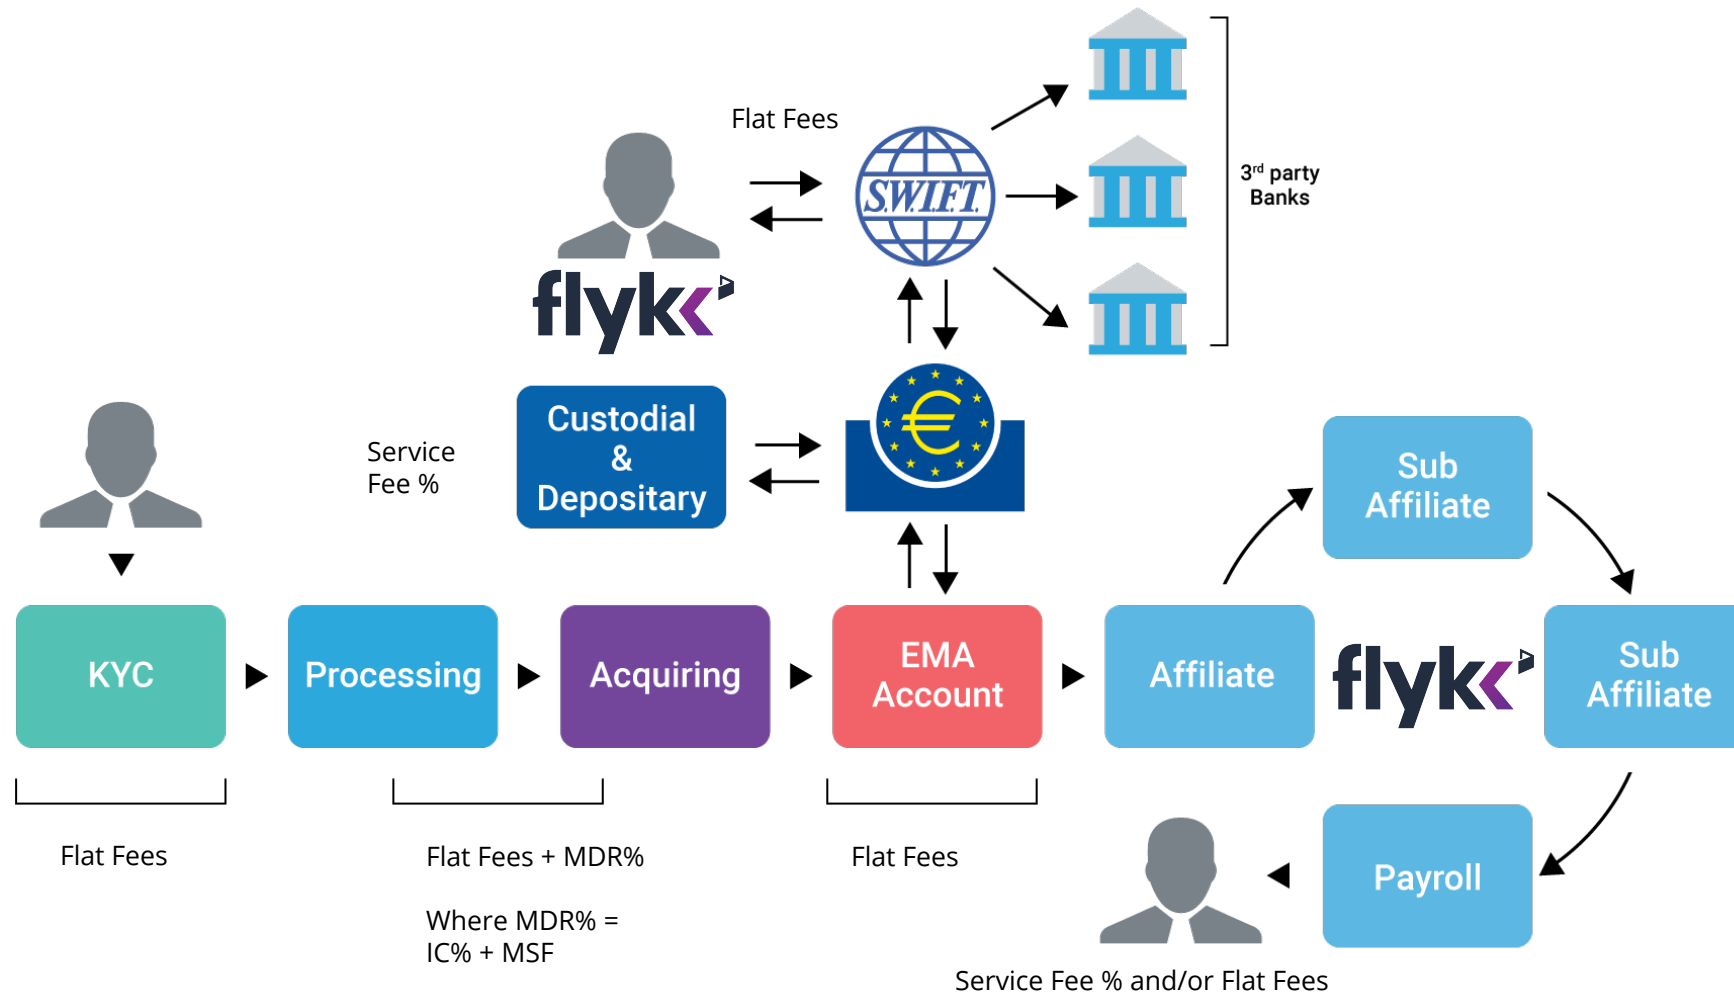 Flat Fees
S.W.I.F.T.
3rd party
Banks
flykk
Custodial
&
Depositary
Service
Fee %
€
Sub
Affiliate
KYC
Processing
Acquiring
EMA
Account
Affiliate
flykk
Sub
Affiliate
Flat Fees
Flat Fees + MDR%
Where MDR% =
IC% + MSF
Flat Fees
Payroll
Service Fee % and/or Flat Fees